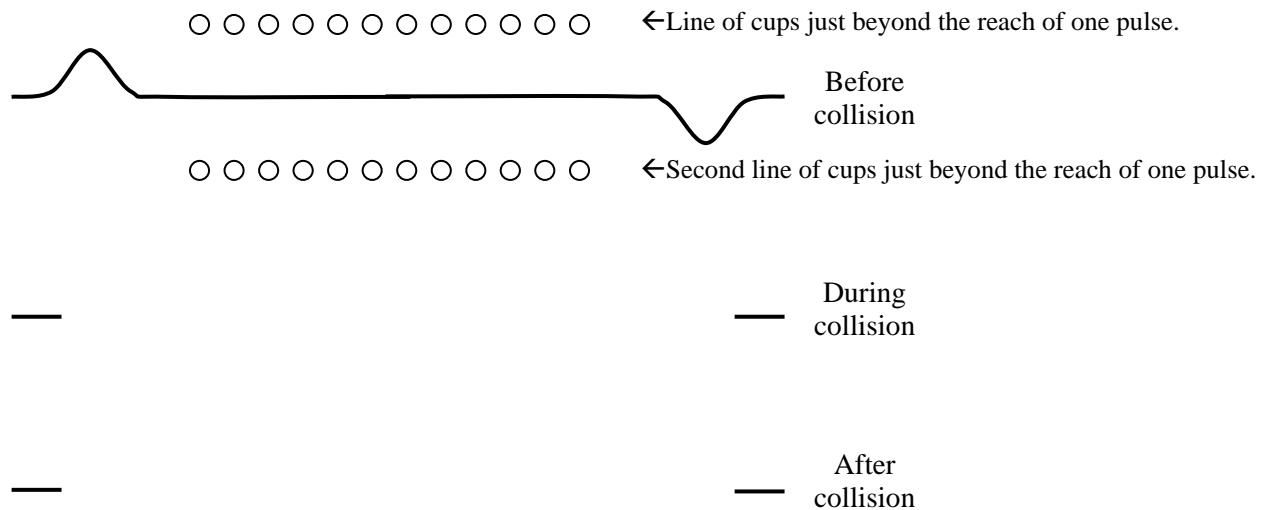 ←Line of cups just beyond the reach of one pulse.
Before
collision
←Second line of cups just beyond the reach of one pulse.
During
collision
After
collision